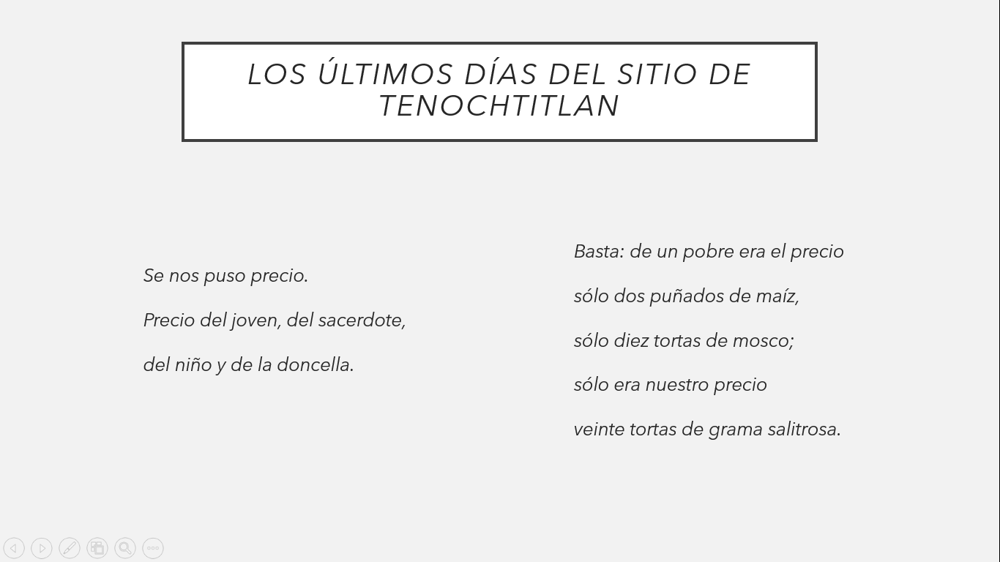 LOS ÚLTIMOS DÍAS DEL SITIO DE
TENOCHTITLAN
Se nos puso precio.
Precio del joven, del sacerdote,
del niño y de la doncella.
Basta: de un pobre era el precio
sólo dos puñados de maíz,
sólo diez tortas de mosco;
sólo era nuestro precio
veinte tortas de grama salitrosa.